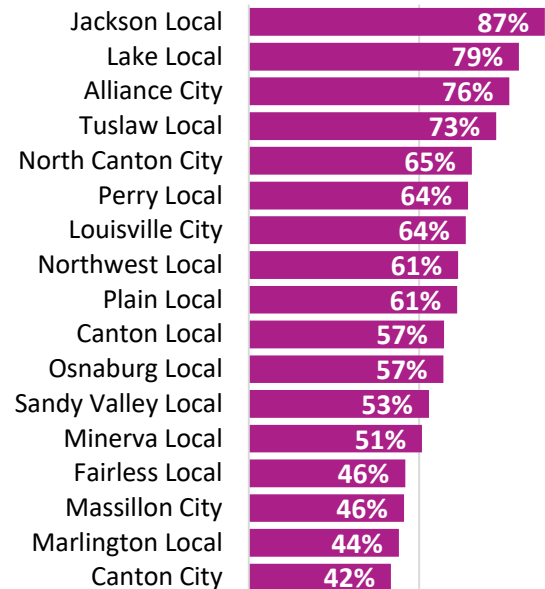 Jackson Local 87%
Lake Local 79%
Alliance City 76%
Tuslaw Local 73%
North Canton City 65%
Perry Local 64%
Louisville City 64%
Northwest Local 61%
Plain Local 61%
Canton Local 57%
Osnaburg Local 57%
Sandy Valley Local 53%
Minerva Local 51%
Fairless Local 46%
Massillon City 46%
Marlington Local 44%
Canton City 42%